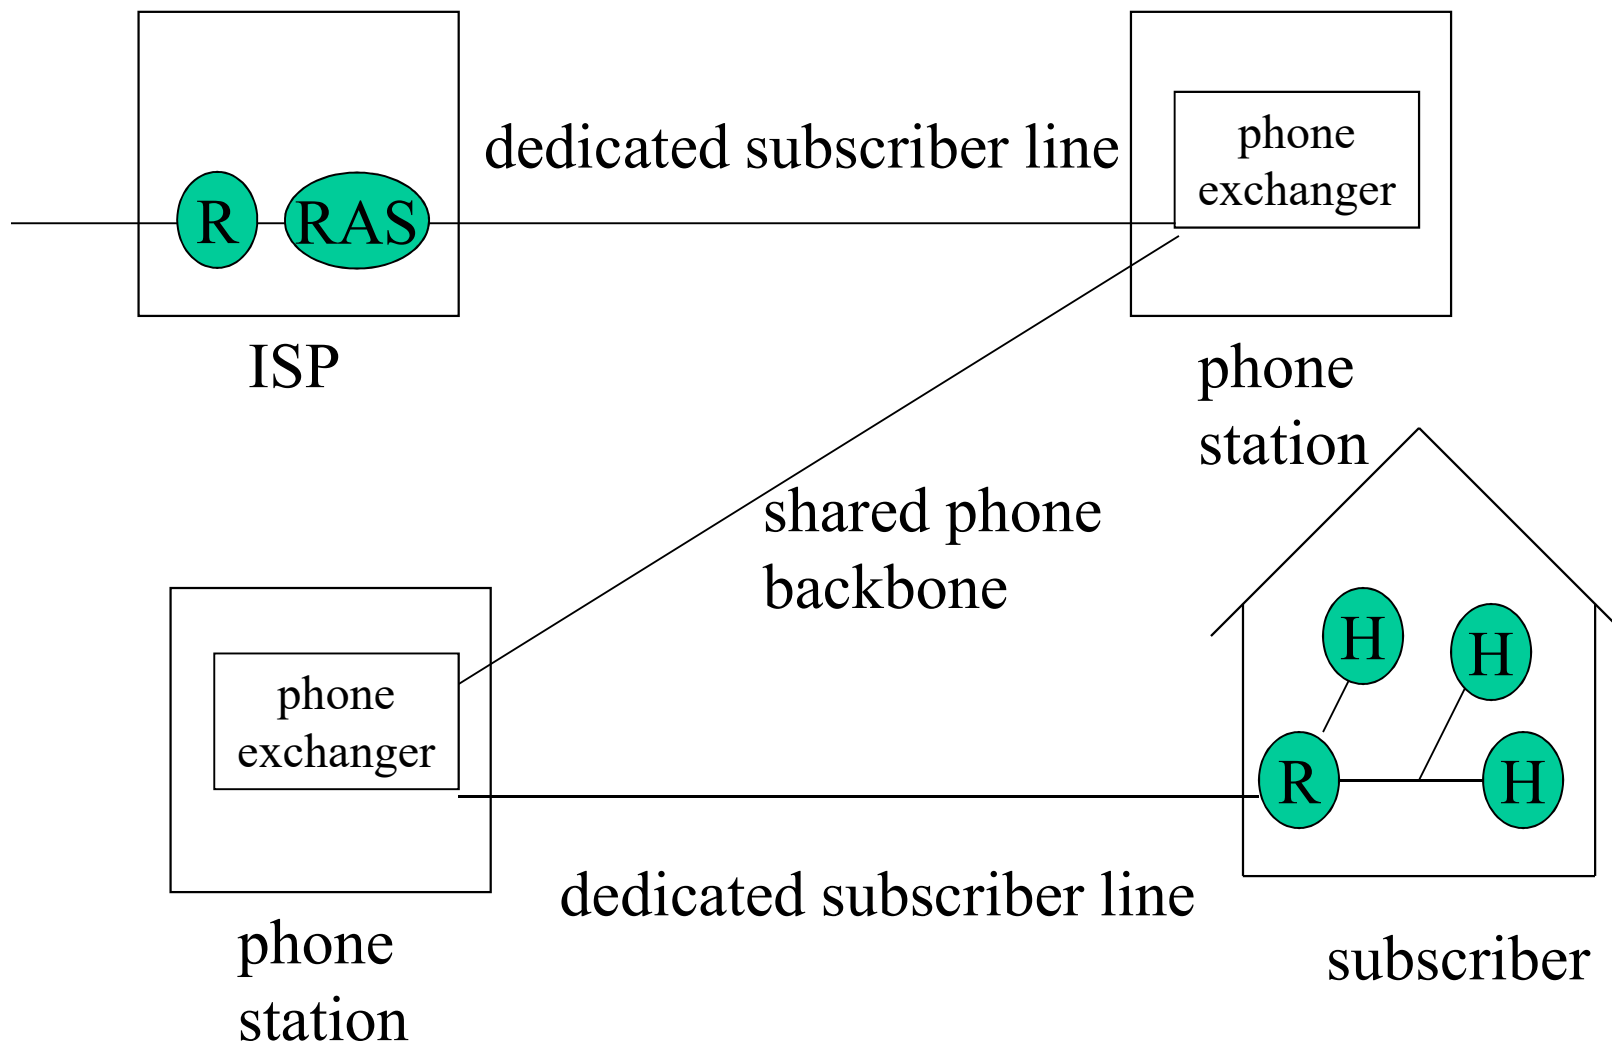 dedicated subscriber line
phone
exchanger
R
RAS
ISP
phone
station
shared phone
backbone
phone
exchanger
H
H
R
H
dedicated subscriber line
phone
station
subscriber